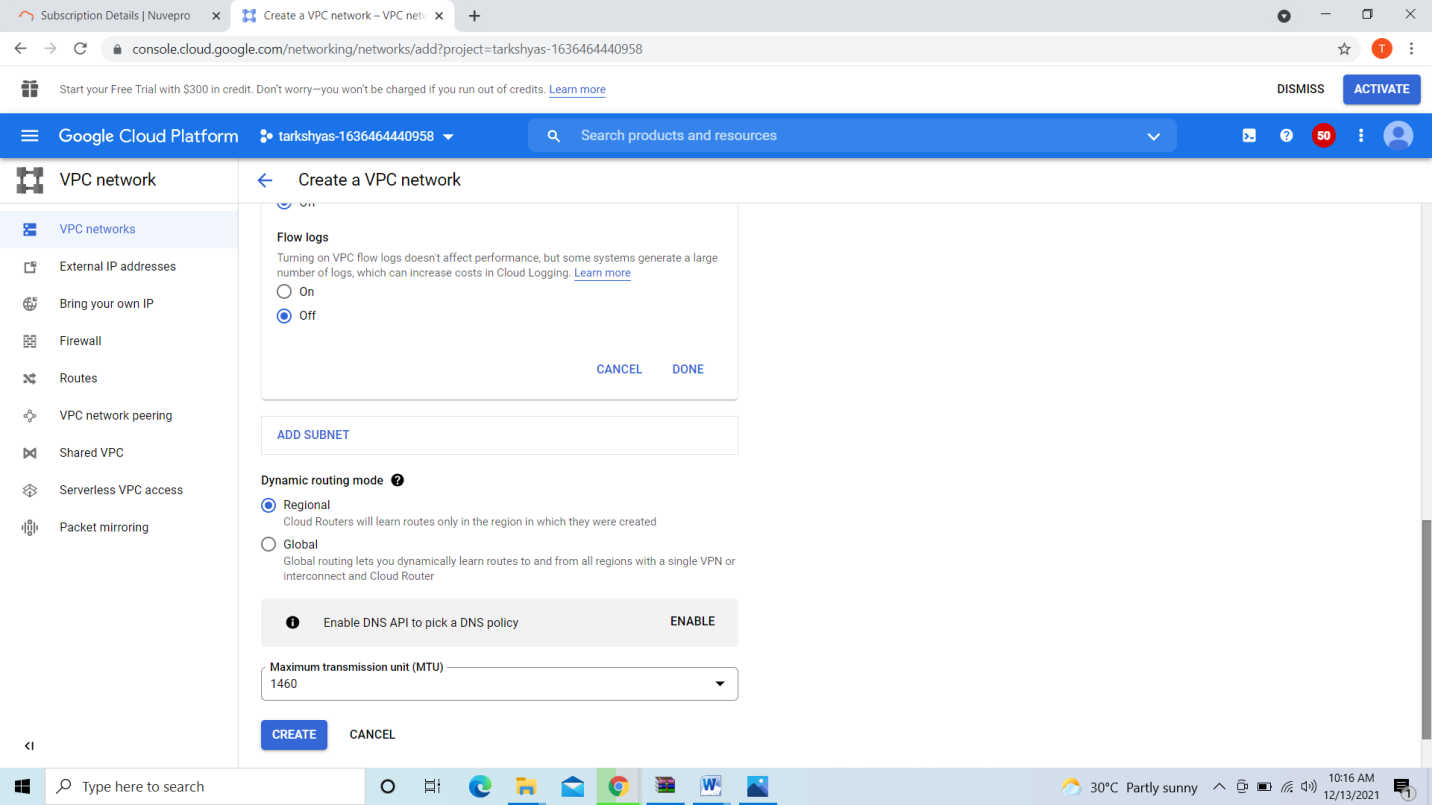 Subscription Details | Nuvepro
Create a VPC network – VPC netw
console.cloud.google.com/networking/networks/add?project=tarkshyas-1636464440958
T
Start your Free Trial with $300 in credit. Don't worry—you won't be charged if you run out of credits. Learn more
DISMISS
ACTIVATE
Google Cloud Platform
tarkshyas-1636464440958
Search products and resources
50
VPC network
Create a VPC network
VPC networks
External IP addresses
Bring your own IP
Firewall
Routes
VPC network peering
Shared VPC
Serverless VPC access
Packet mirroring
Off
Flow logs
Turning on VPC flow logs doesn't affect performance, but some systems generate a large
number of logs, which can increase costs in Cloud Logging. Learn more
On
Off
CANCEL
DONE
ADD SUBNET
Dynamic routing mode
Regional
Cloud Routers will learn routes only in the region in which they were created
Global
Global routing lets you dynamically learn routes to and from all regions with a single VPN or
interconnect and Cloud Router
Enable DNS API to pick a DNS policy
ENABLE
Maximum transmission unit (MTU)
1460
CREATE
CANCEL
Type here to search
30°C Partly sunny
10:16 AM
12/13/2021
1